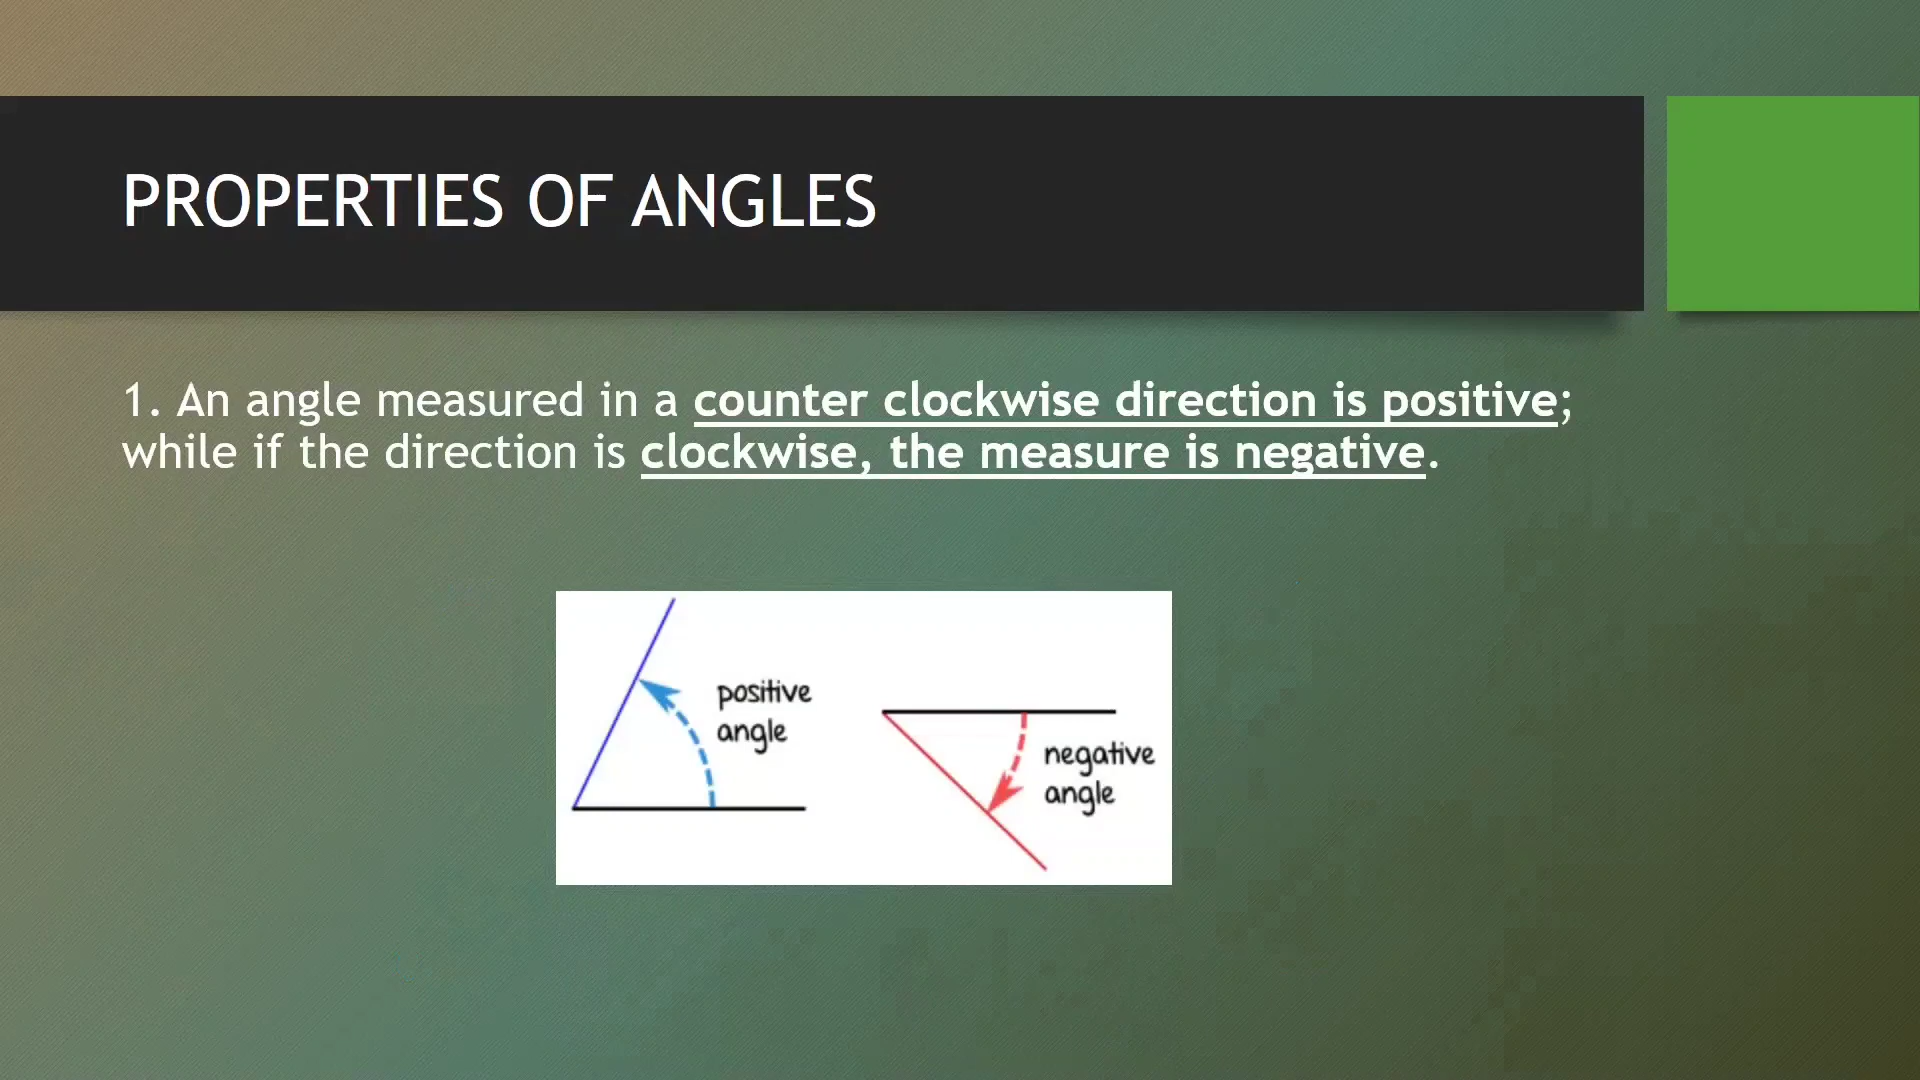 PROPERTIES OF ANGLES
1. An angle measured in a counter clockwise direction is positive;
while if the direction is clockwise, the measure is negative.
positive
angle
negative
angle